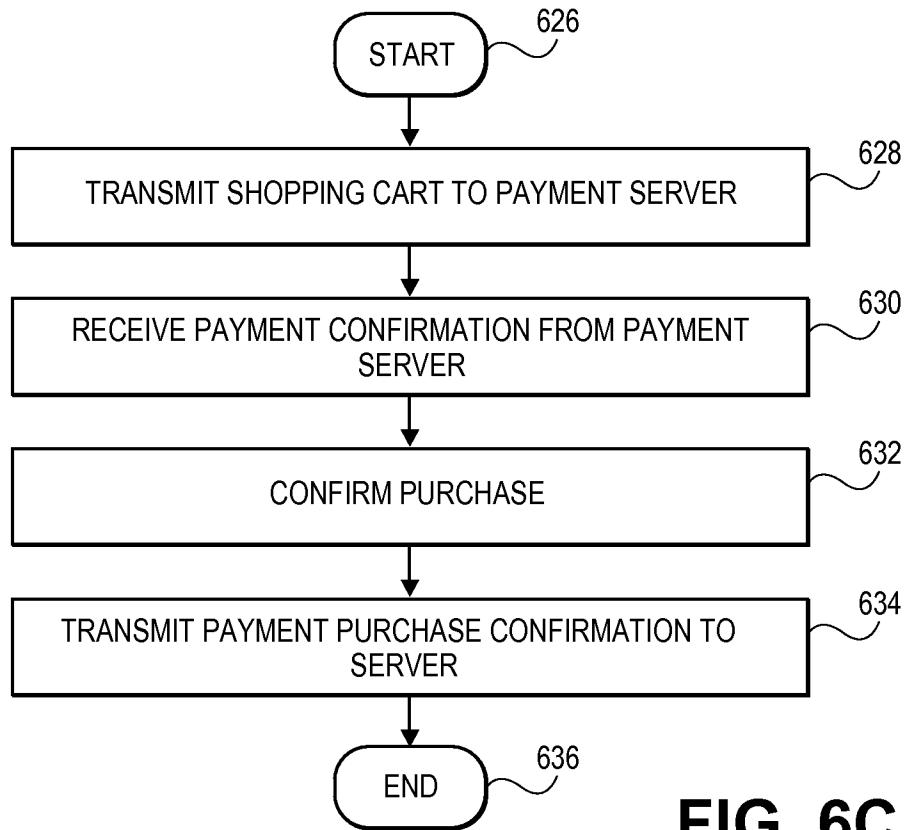 START
626
TRANSMIT SHOPPING CART TO PAYMENT SERVER
628
RECEIVE PAYMENT CONFIRMATION FROM PAYMENT
SERVER
630
CONFIRM PURCHASE
632
TRANSMIT PAYMENT PURCHASE CONFIRMATION TO
SERVER
634
END
636
FIG. 6C